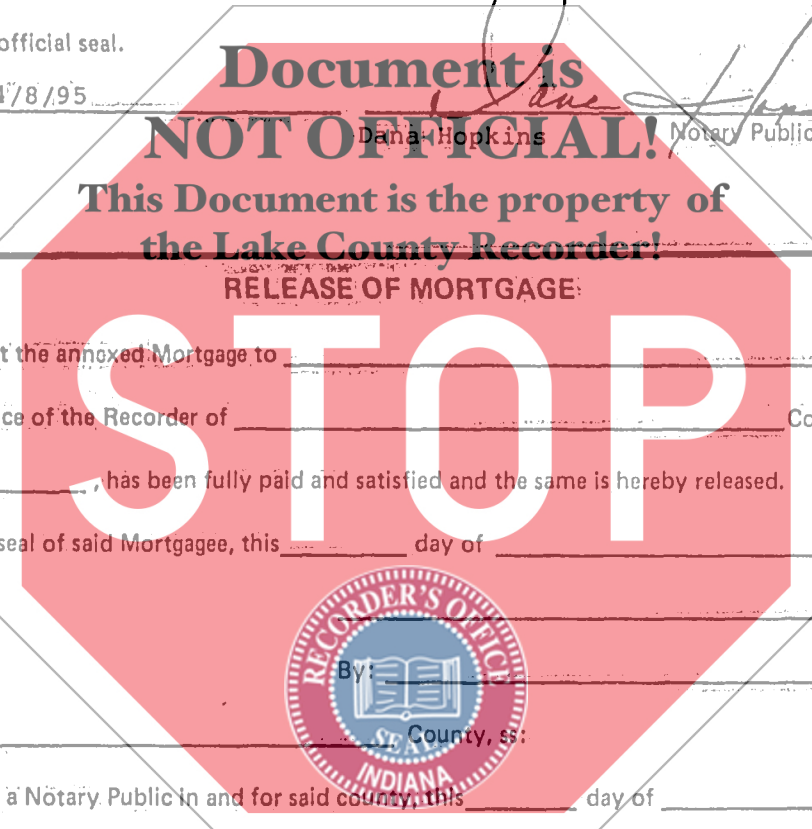 official seal.
Document is
4/8/95
Dane Hop
NOT OFFICIAL!
Dana Hopkins Notary Public
This Document is the property of
the Lake County Recorder!
RELEASE OF MORTGAGE
t the annexed Mortgage to
ce of the Recorder of Co
STOP
, has been fully paid and satisfied and the same is hereby released.
seal of said Mortgagee, this day of
RECORDER'S OFFICE
By:
SEAL
County, ss:
INDIANA
a Notary Public in and for said county, this day of